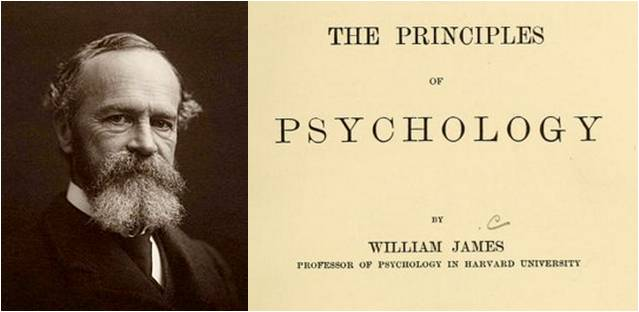 THE PRINCIPLES
OF
PSYCHOLOGY
BY
WILLIAM JAMES
PROFESSOR OF PSYCHOLOGY IN HARVARD UNIVERSITY